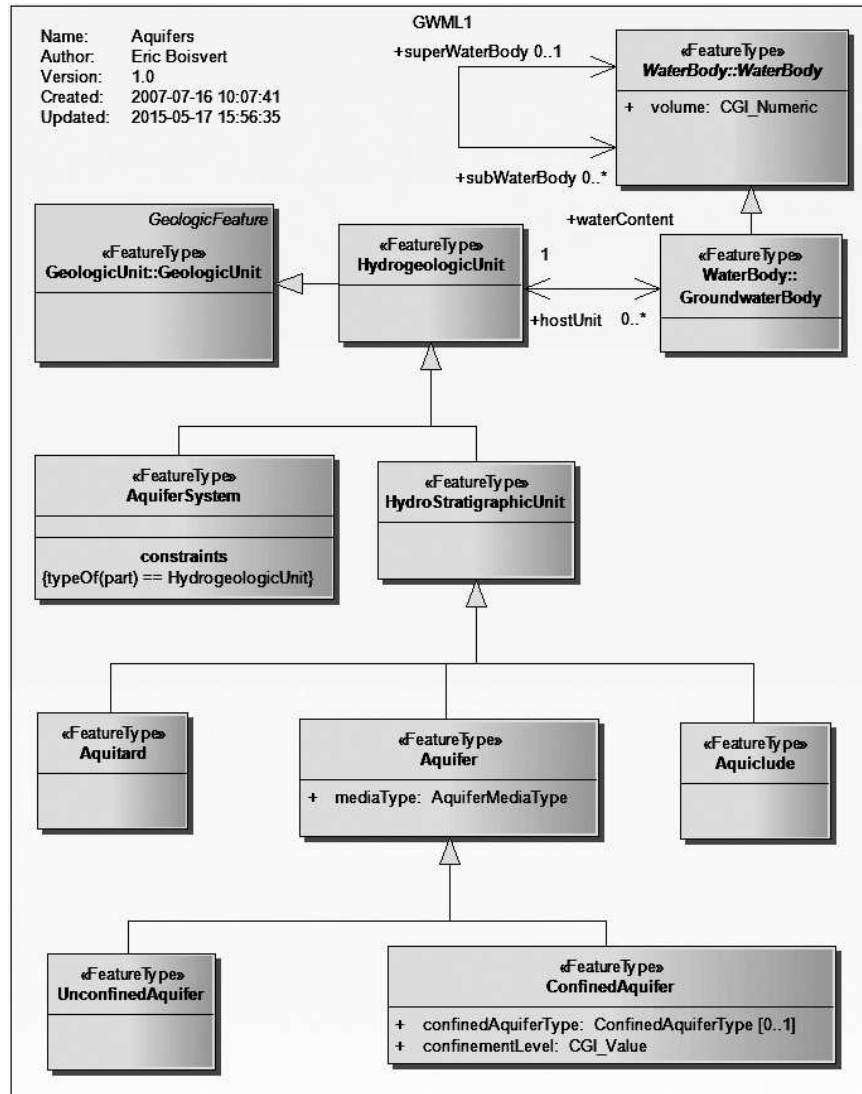 GWML1
Name: Aquifers
Author: Eric Boisvert
Version: 1.0
Created: 2007-07-16 10:07:41
Updated: 2015-05-17 15:56:35
+superWaterBody 0..1
«FeatureType»
WaterBody::WaterBody
+ volume: CGI_Numeric
+subWaterBody 0..*
GeologicFeature
«FeatureType»
GeologicUnit::GeologicUnit
«FeatureType»
HydrogeologicUnit
+waterContent
1
+hostUnit 0..*
«FeatureType»
WaterBody::
GroundwaterBody
«FeatureType»
AquiferSystem
constraints
{typeOf(part) == HydrogeologicUnit}
«FeatureType»
HydroStratigraphicUnit
«FeatureType»
Aquitard
«FeatureType»
Aquifer
+ mediaType: AquiferMediaType
«FeatureType»
Aquiclude
«FeatureType»
UnconfinedAquifer
«FeatureType»
ConfinedAquifer
+ confinedAquiferType: ConfinedAquiferType [0..1]
+ confinementLevel: CGI_Value